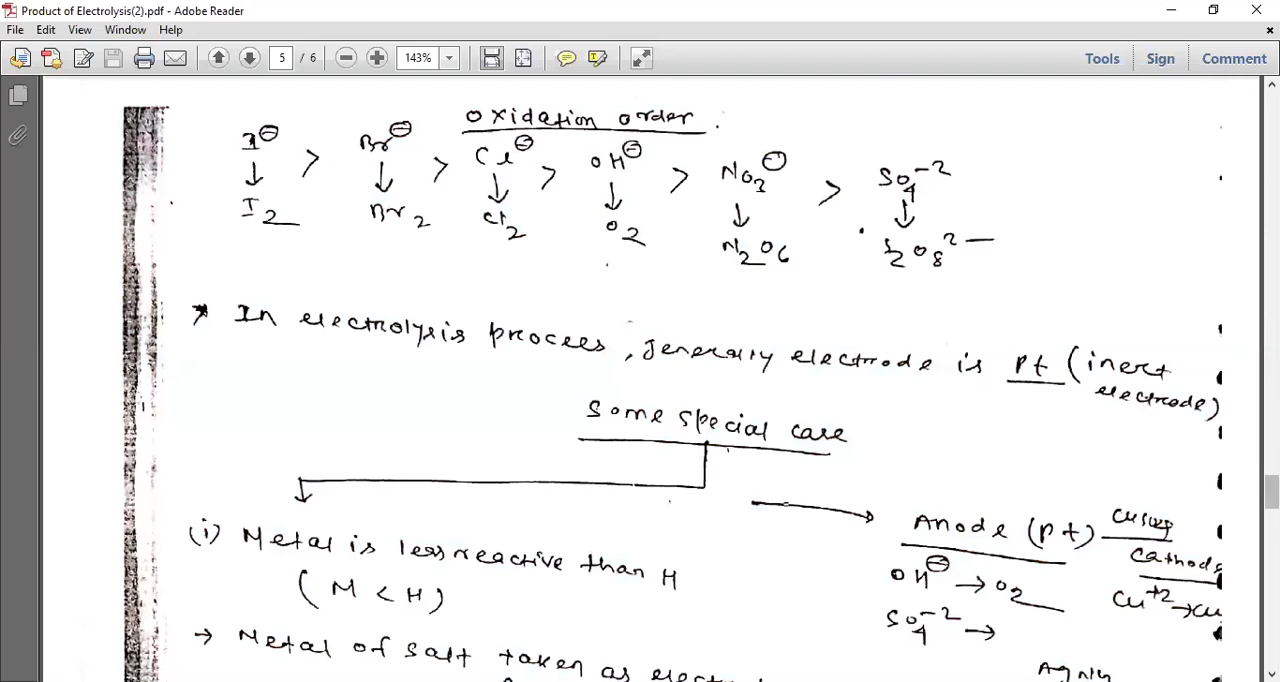 Product of Electrolysis(2).pdf - Adobe Reader
File Edit View Window Help
5 / 6 143% Tools Sign Comment
Oxidation order
I⊖ > Br⊖ > Cl⊖ > OH⊖ > NO3⊖ > SO4-2
↓ ↓ ↓ ↓ ↓ ↓
I2 Br2 Cl2 O2 N2O6 S2O8 2-
* In electrolysis process, generally electrode is Pt (inert
electrode)
Some special case
(i) Metal is less reactive than H
(M < H)
→ Metal of salt taken as
Anode (Pt)
OH⊖ → O2
SO4-2 →
Cathode
Cu+2 → Cu